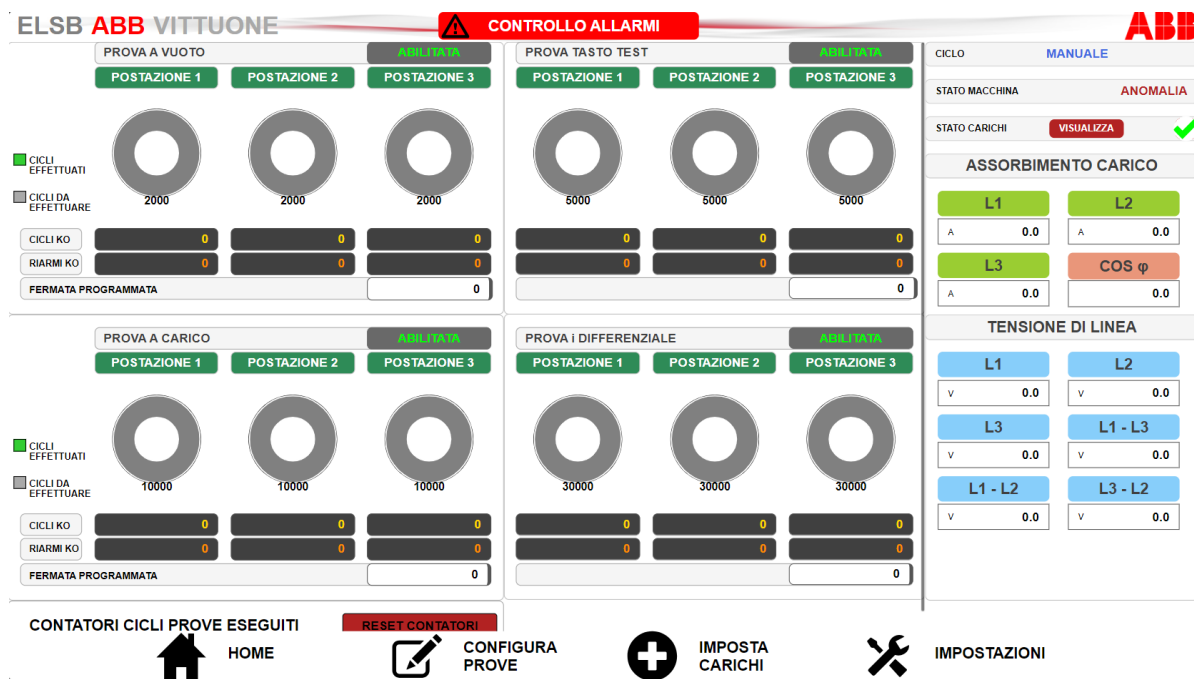 ELSB ABB VITTUONE
CONTROLLO ALLARMI
ABB
PROVA A VUOTO
ABILITATA
POSTAZIONE 1
POSTAZIONE 2
POSTAZIONE 3
CICLI
EFFETTUATI
CICLI DA
EFFETTUARE
2000
2000
2000
CICLI KO
0
0
0
RIARMI KO
0
0
0
FERMATA PROGRAMMATA
0
PROVA TASTO TEST
ABILITATA
POSTAZIONE 1
POSTAZIONE 2
POSTAZIONE 3
5000
5000
5000
0
0
0
0
0
0
0
PROVA A CARICO
ABILITATA
POSTAZIONE 1
POSTAZIONE 2
POSTAZIONE 3
CICLI
EFFETTUATI
CICLI DA
EFFETTUARE
10000
10000
10000
CICLI KO
0
0
0
RIARMI KO
0
0
0
FERMATA PROGRAMMATA
0
PROVA i DIFFERENZIALE
ABILITATA
POSTAZIONE 1
POSTAZIONE 2
POSTAZIONE 3
30000
30000
30000
0
0
0
0
0
0
0
CICLO
MANUALE
STATO MACCHINA
ANOMALIA
STATO CARICHI
VISUALIZZA
ASSORBIMENTO CARICO
L1
L2
A 0.0
A 0.0
L3
COS φ
A 0.0
0.0
TENSIONE DI LINEA
L1
L2
V 0.0
V 0.0
L3
L1 - L3
V 0.0
V 0.0
L1 - L2
L3 - L2
V 0.0
V 0.0
CONTATORI CICLI PROVE ESEGUITI
RESET CONTATORI
HOME
CONFIGURA
PROVE
IMPOSTA
CARICHI
IMPOSTAZIONI